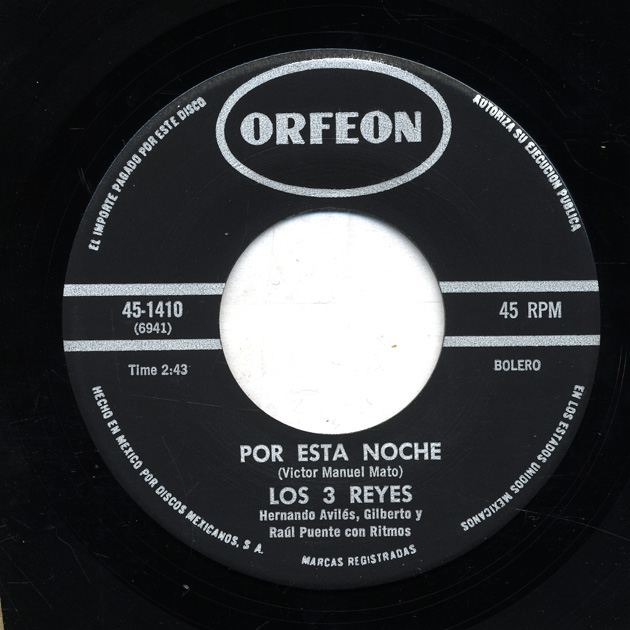 ORFEON
EL IMPORTE PAGADO POR ESTE DISCO
AUTORIZA SU EJECUCION PUBLICA
45-1410
(6941)
45 RPM
Time 2:43
BOLERO
POR ESTA NOCHE
(Victor Manuel Mato)
LOS 3 REYES
Hernando Avilés, Gilberto y
Raúl Puente con Ritmos
HECHO EN MEXICO POR DISCOS MEXICANOS, S A.
MARCAS REGISTRADAS
EN LOS ESTADOS UNIDOS MEXICANOS